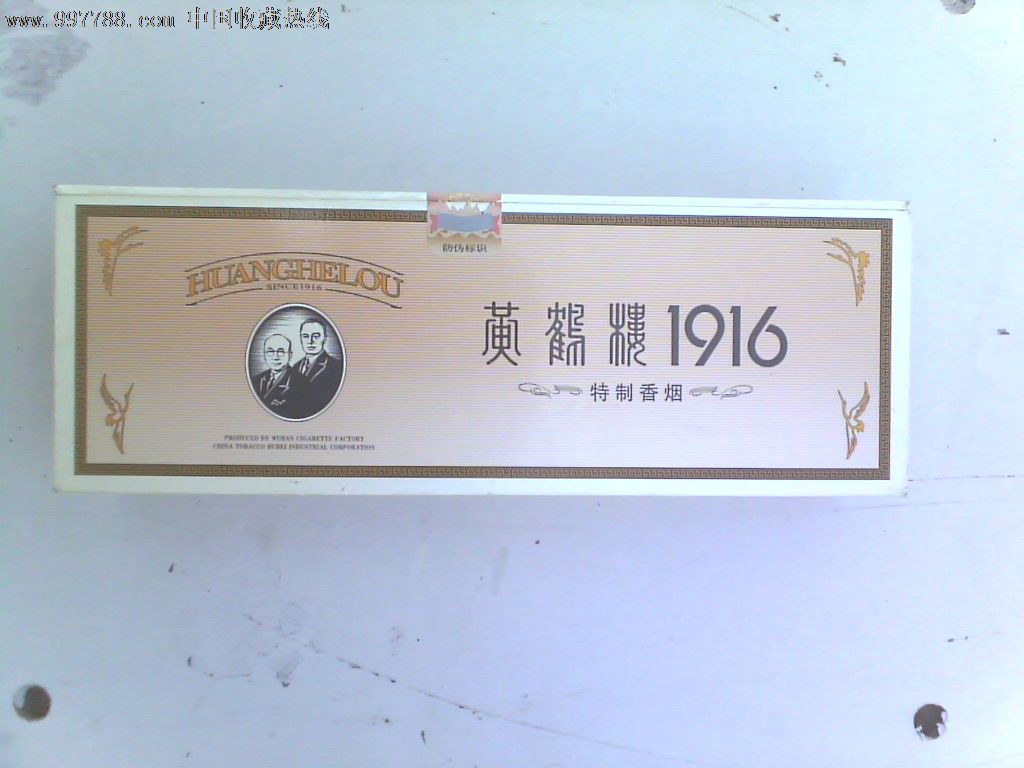 www.997788.com 中国收藏热线
防伪标识
HUANGHELOU
SINCE1916
黄鹤楼1916
特制香烟
PRODUCED BY WUHAN CIGARETTE FACTORY
CHINA TOBACCO HUBEI INDUSTRIAL CORPORATION